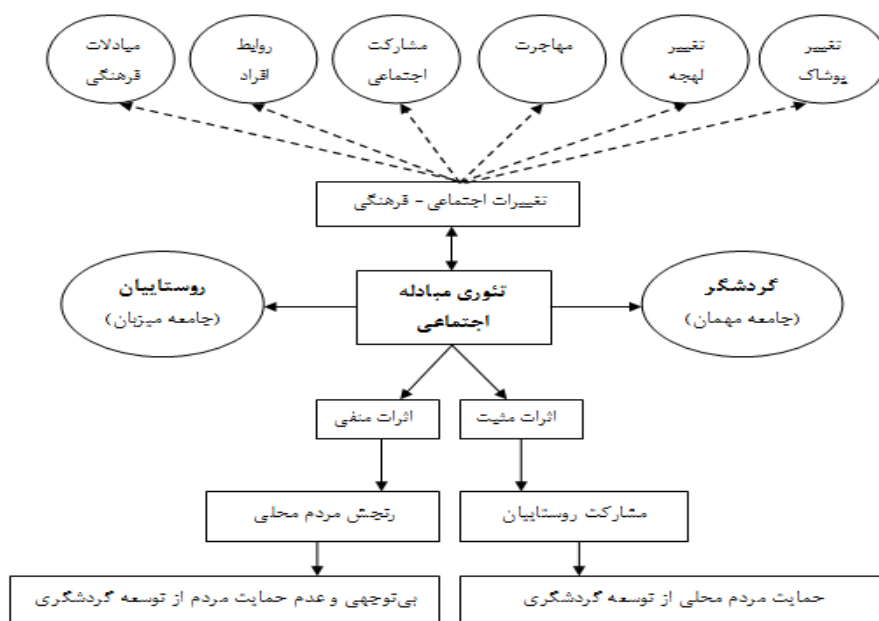 تغییر
پوشاک
تغییر
لهجه
مهاجرت
مشارکت
اجتماعی
روابط
افراد
مبادلات
فرهنگی
تغییرات اجتماعی - فرهنگی
گردشگر
(جامعه مهمان)
تئوری مبادله
اجتماعی
روستاییان
(جامعه میزبان)
اثرات مثبت
اثرات منفی
مشارکت روستاییان
رنجش مردم محلی
حمایت مردم محلی از توسعه گردشگری
بی‌توجهی و عدم حمایت مردم از توسعه گردشگری